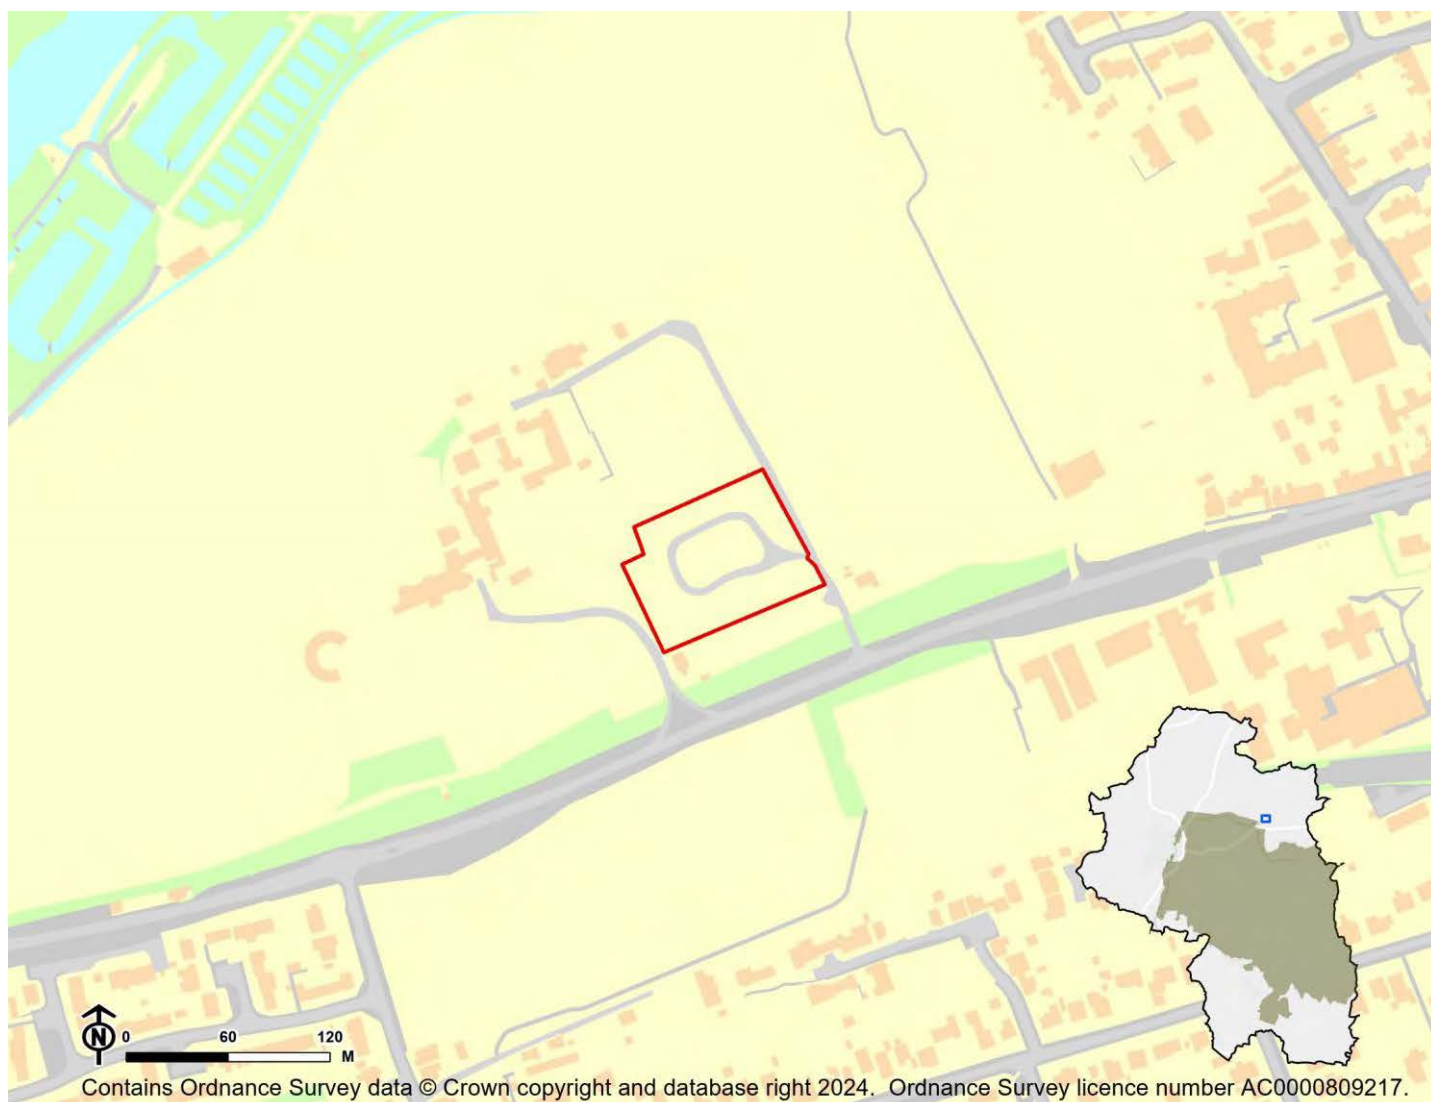 N
0 60 120
M
Contains Ordnance Survey data © Crown copyright and database right 2024. Ordnance Survey licence number AC0000809217.